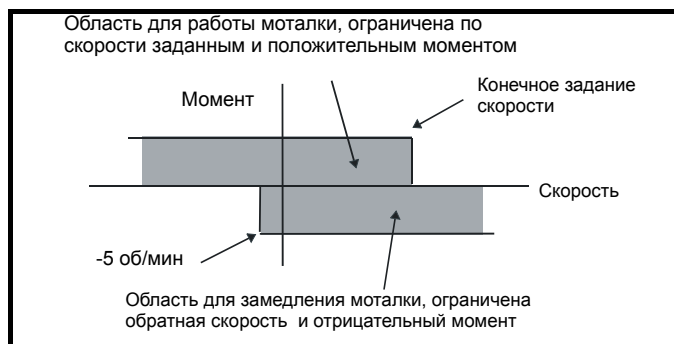 Область для работы моталки, ограничена по
скорости заданным и положительным моментом
Конечное задание
скорости
Момент
Скорость
-5 об/мин
Область для замедления моталки, ограничена
обратная скорость и отрицательный момент